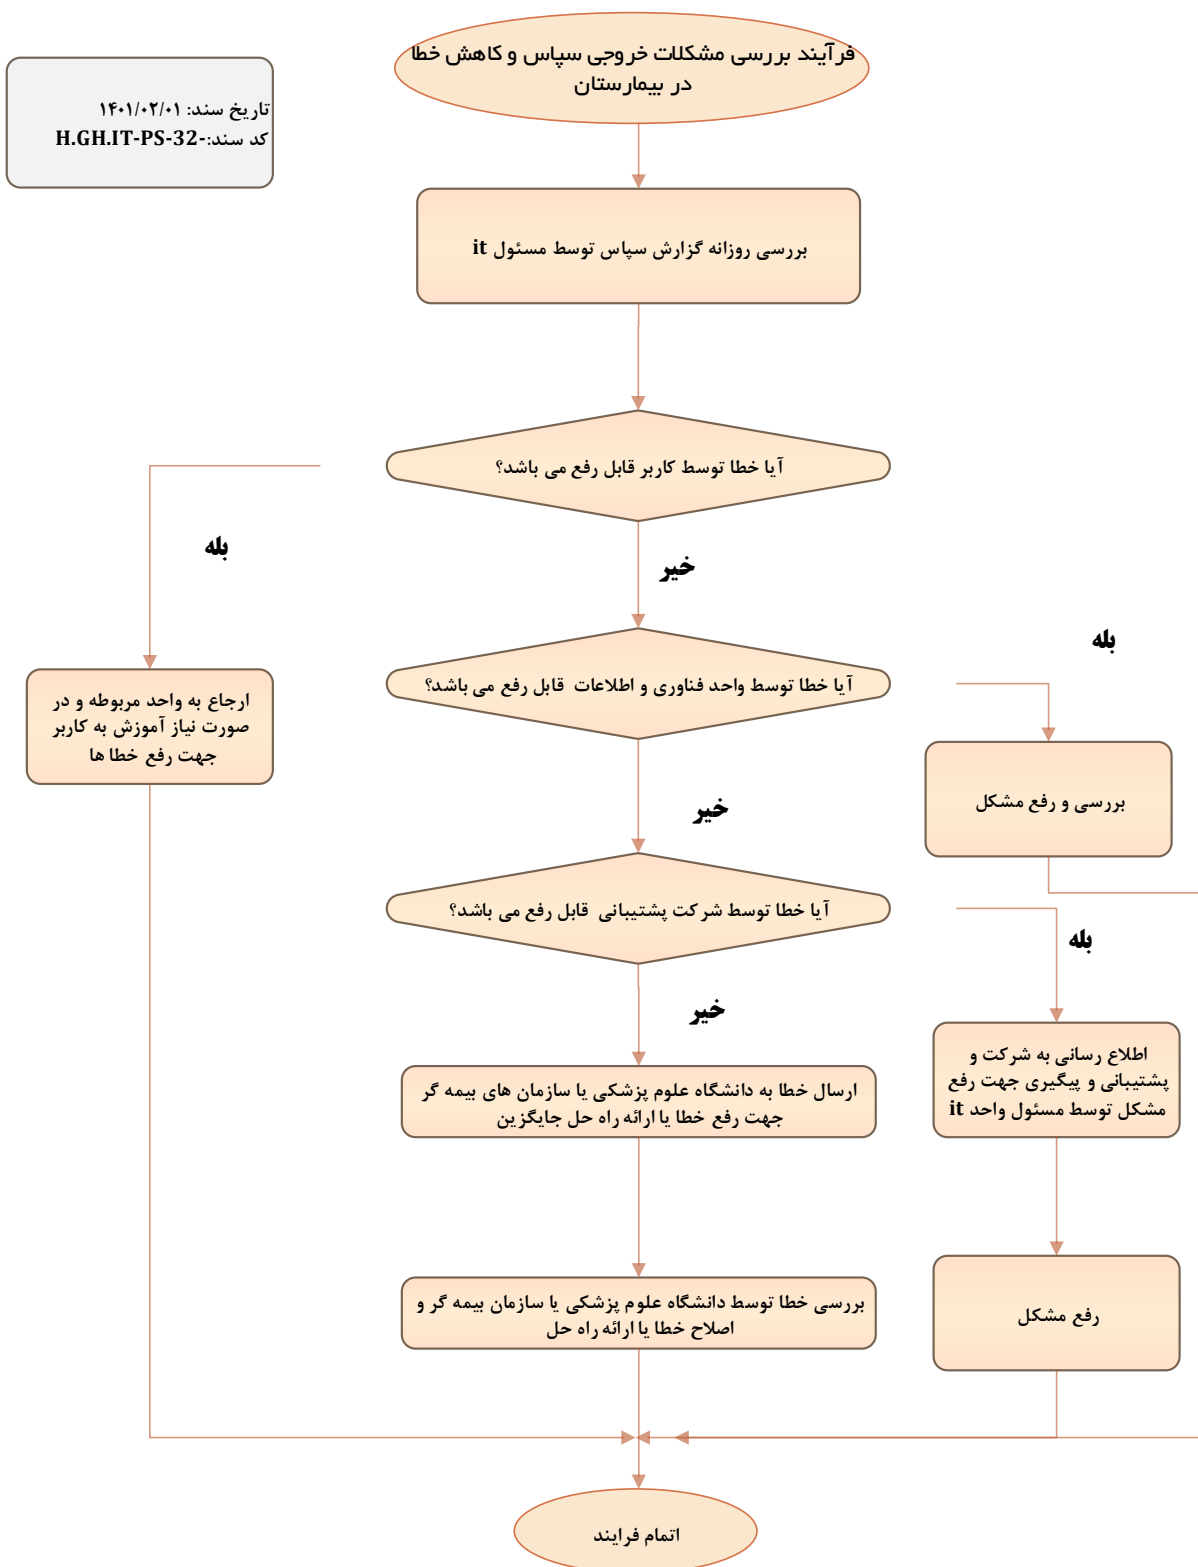 فرآیند بررسی مشکلات خروجی سپاس و کاهش خطا
در بیمارستان
تاریخ سند: ۱۴۰۱/۰۲/۰۱
کد سند:-H.GH.IT-PS-32
بررسی روزانه گزارش سپاس توسط مسئول it
آیا خطا توسط کاربر قابل رفع می باشد؟
بله
خیر
آیا خطا توسط واحد فناوری و اطلاعات قابل رفع می باشد؟
بله
ارجاع به واحد مربوطه و در
صورت نیاز آموزش به کاربر
جهت رفع خطا ها
بررسی و رفع مشکل
خیر
آیا خطا توسط شرکت پشتیبانی قابل رفع می باشد؟
بله
خیر
اطلاع رسانی به شرکت و
پشتیبانی و پیگیری جهت رفع
مشکل توسط مسئول واحد it
ارسال خطا به دانشگاه علوم پزشکی یا سازمان های بیمه گر
جهت رفع خطا یا ارائه راه حل جایگزین
بررسی خطا توسط دانشگاه علوم پزشکی یا سازمان بیمه گر و
اصلاح خطا یا ارائه راه حل
رفع مشکل
اتمام فرایند